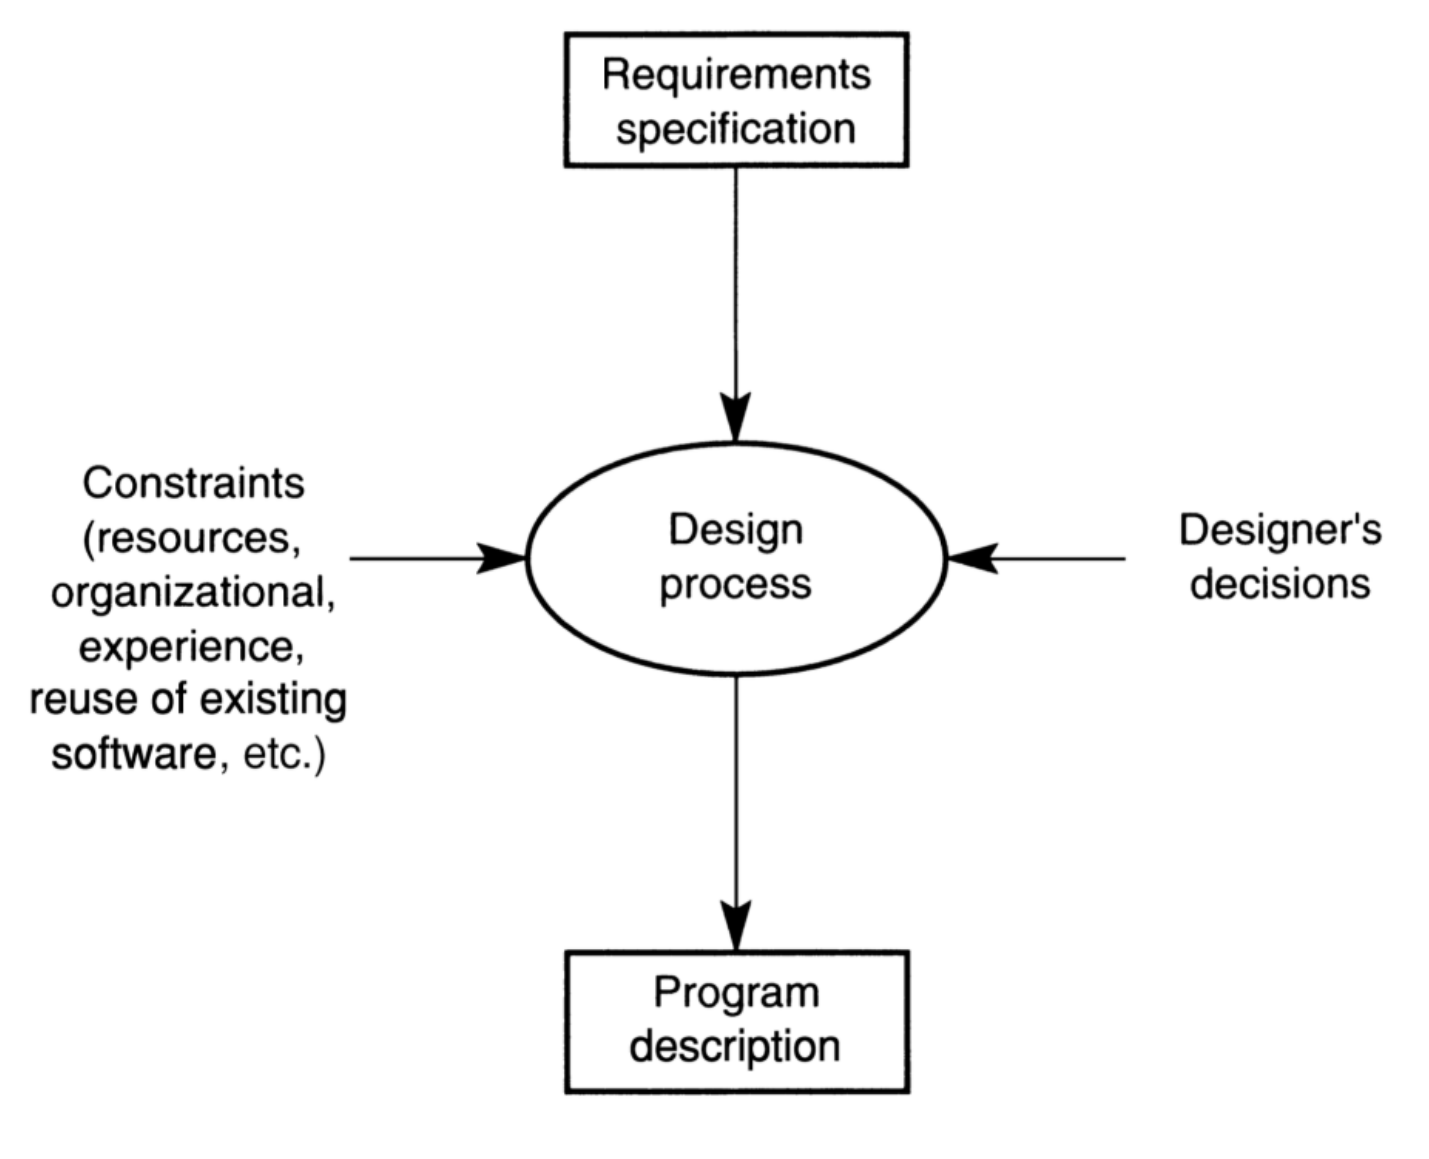 Requirements
specification
Constraints
(resources,
organizational,
experience,
reuse of existing
software, etc.)
Design
process
Designer's
decisions
Program
description